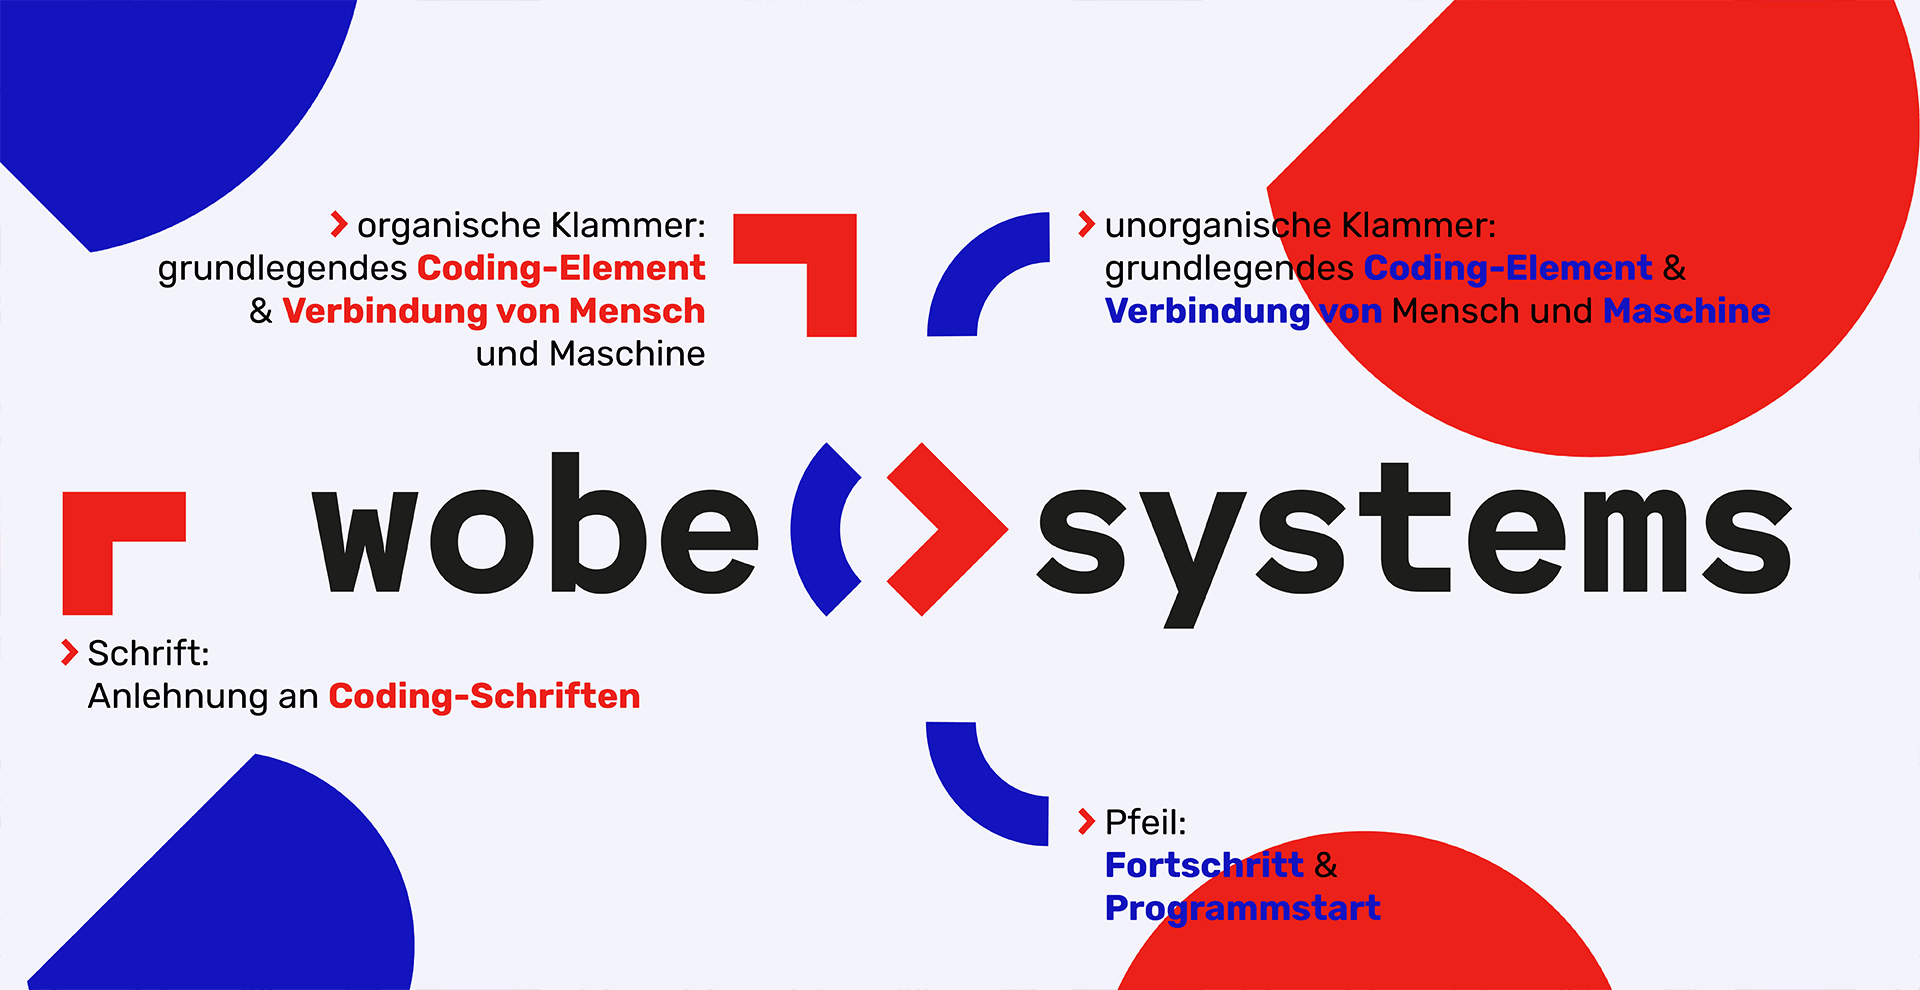 organische Klammer:
grundlegendes Coding-Element
& Verbindung von Mensch
und Maschine
unorganische Klammer:
grundlegendes Coding-Element &
Verbindung von Mensch und Maschine
wobe systems
Schrift:
Anlehnung an Coding-Schriften
Pfeil:
Fortschritt &
Programmstart